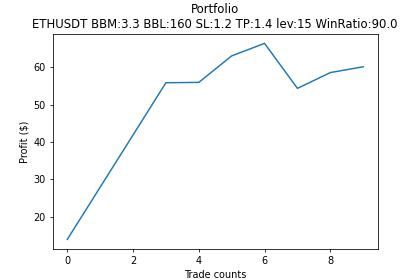 Portfolio
ETHUSDT BBM:3.3 BBL:160 SL:1.2 TP:1.4 lev:15 WinRatio:90.0
60
50
40
30
20
Profit ($)
0 2 4 6 8
Trade counts